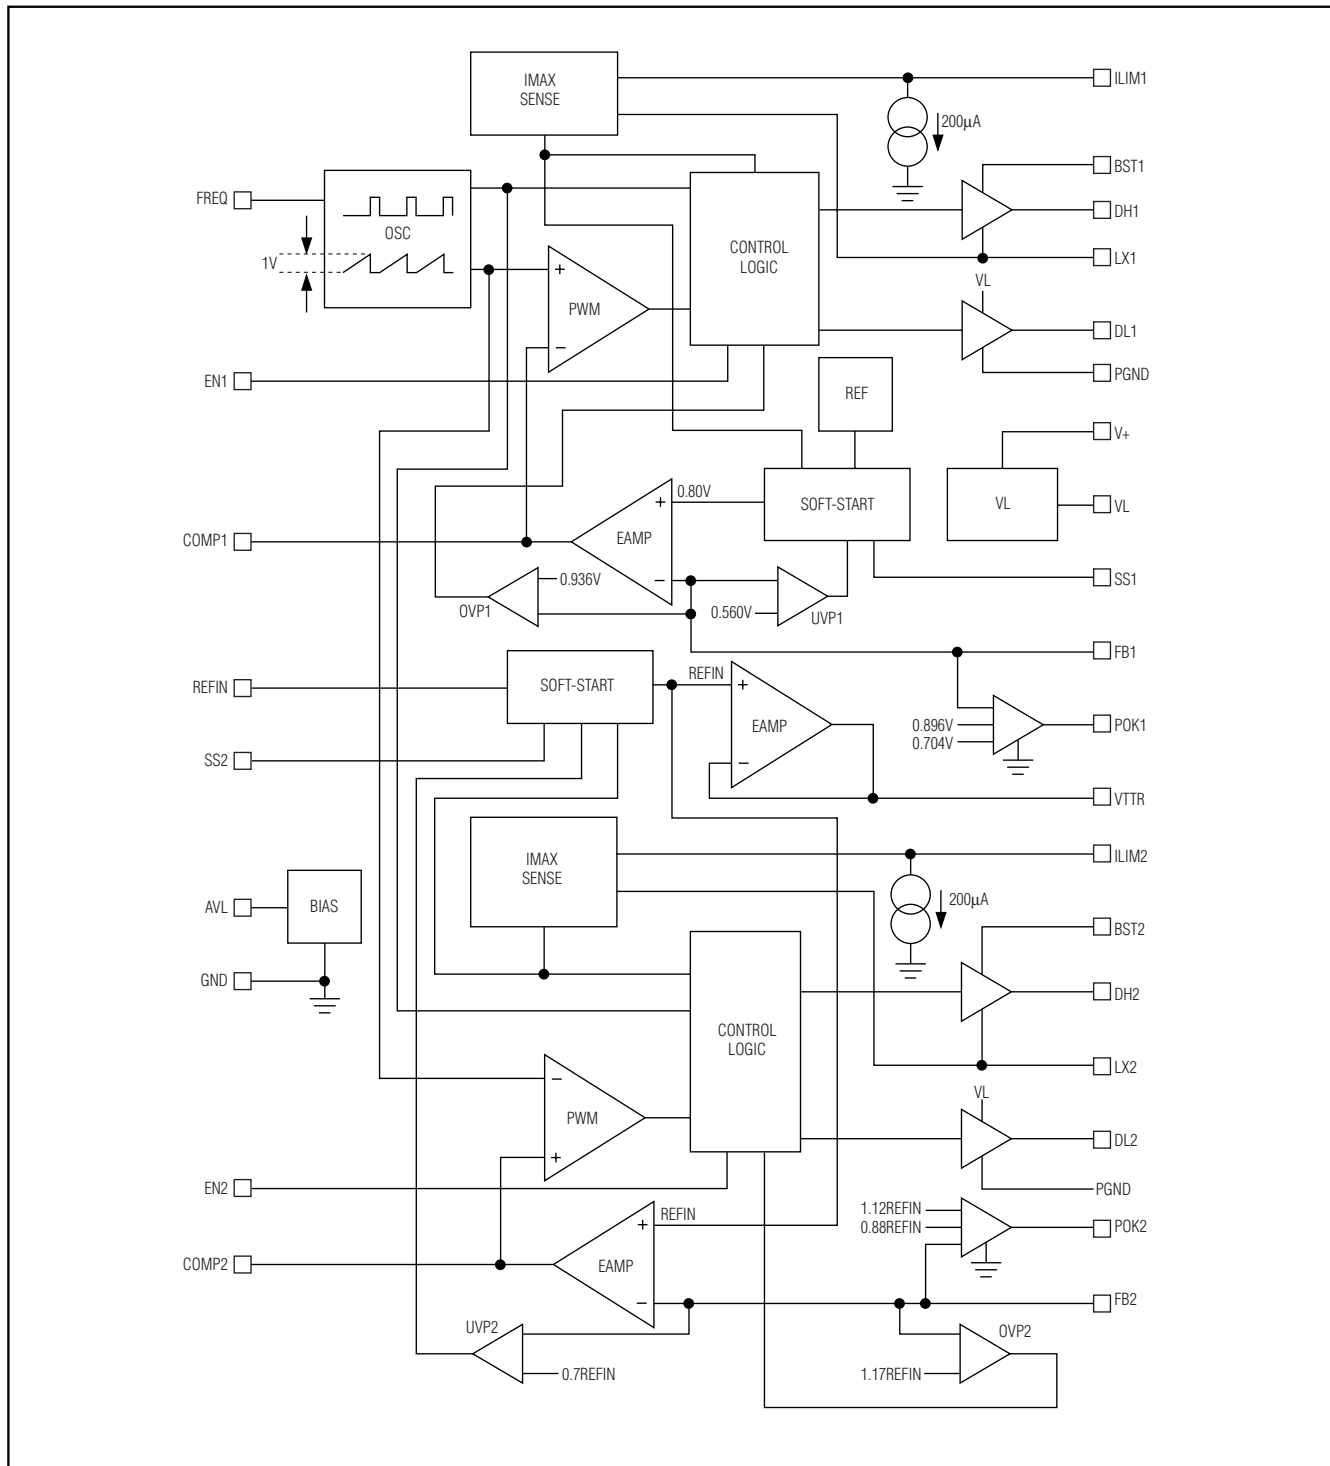 IMAX
SENSE
ILIM1
200µA
BST1
FREQ
OSC
DH1
CONTROL
LOGIC
1V
LX1
+
PWM
−
VL
DL1
EN1
PGND
REF
V+
0.80V
SOFT-START
VL
VL
COMP1
+
EAMP
−
0.936V
OVP1
0.560V
UVP1
SS1
FB1
REFIN
SOFT-START
REFIN
+
EAMP
−
0.896V
0.704V
POK1
SS2
VTTR
IMAX
SENSE
ILIM2
200µA
AVL
BIAS
BST2
GND
DH2
CONTROL
LOGIC
LX2
−
PWM
+
VL
DL2
EN2
PGND
REFIN
1.12REFIN
0.88REFIN
POK2
COMP2
+
EAMP
−
FB2
UVP2
OVP2
0.7REFIN
1.17REFIN